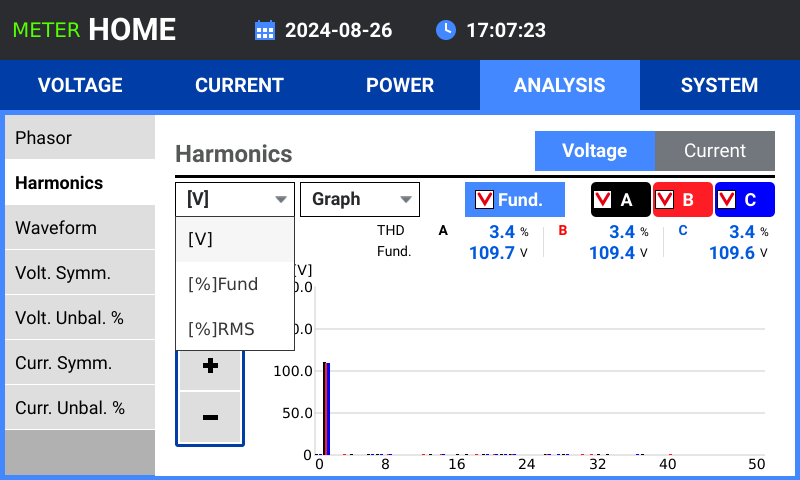 METER HOME 2024-08-26 17:07:23
VOLTAGE CURRENT POWER ANALYSIS SYSTEM
Phasor
Harmonics
Waveform
Volt. Symm.
Volt. Unbal. %
Curr. Symm.
Curr. Unbal. %
Harmonics Voltage Current
[V] Graph Fund. A B C
[V]
[%]Fund
[%]RMS
THD A 3.4 % B 3.4 % C 3.4 %
Fund. 109.7 V 109.4 V 109.6 V
[V]
0.0
0.0
100.0
50.0
0
+
−
0 8 16 24 32 40 50